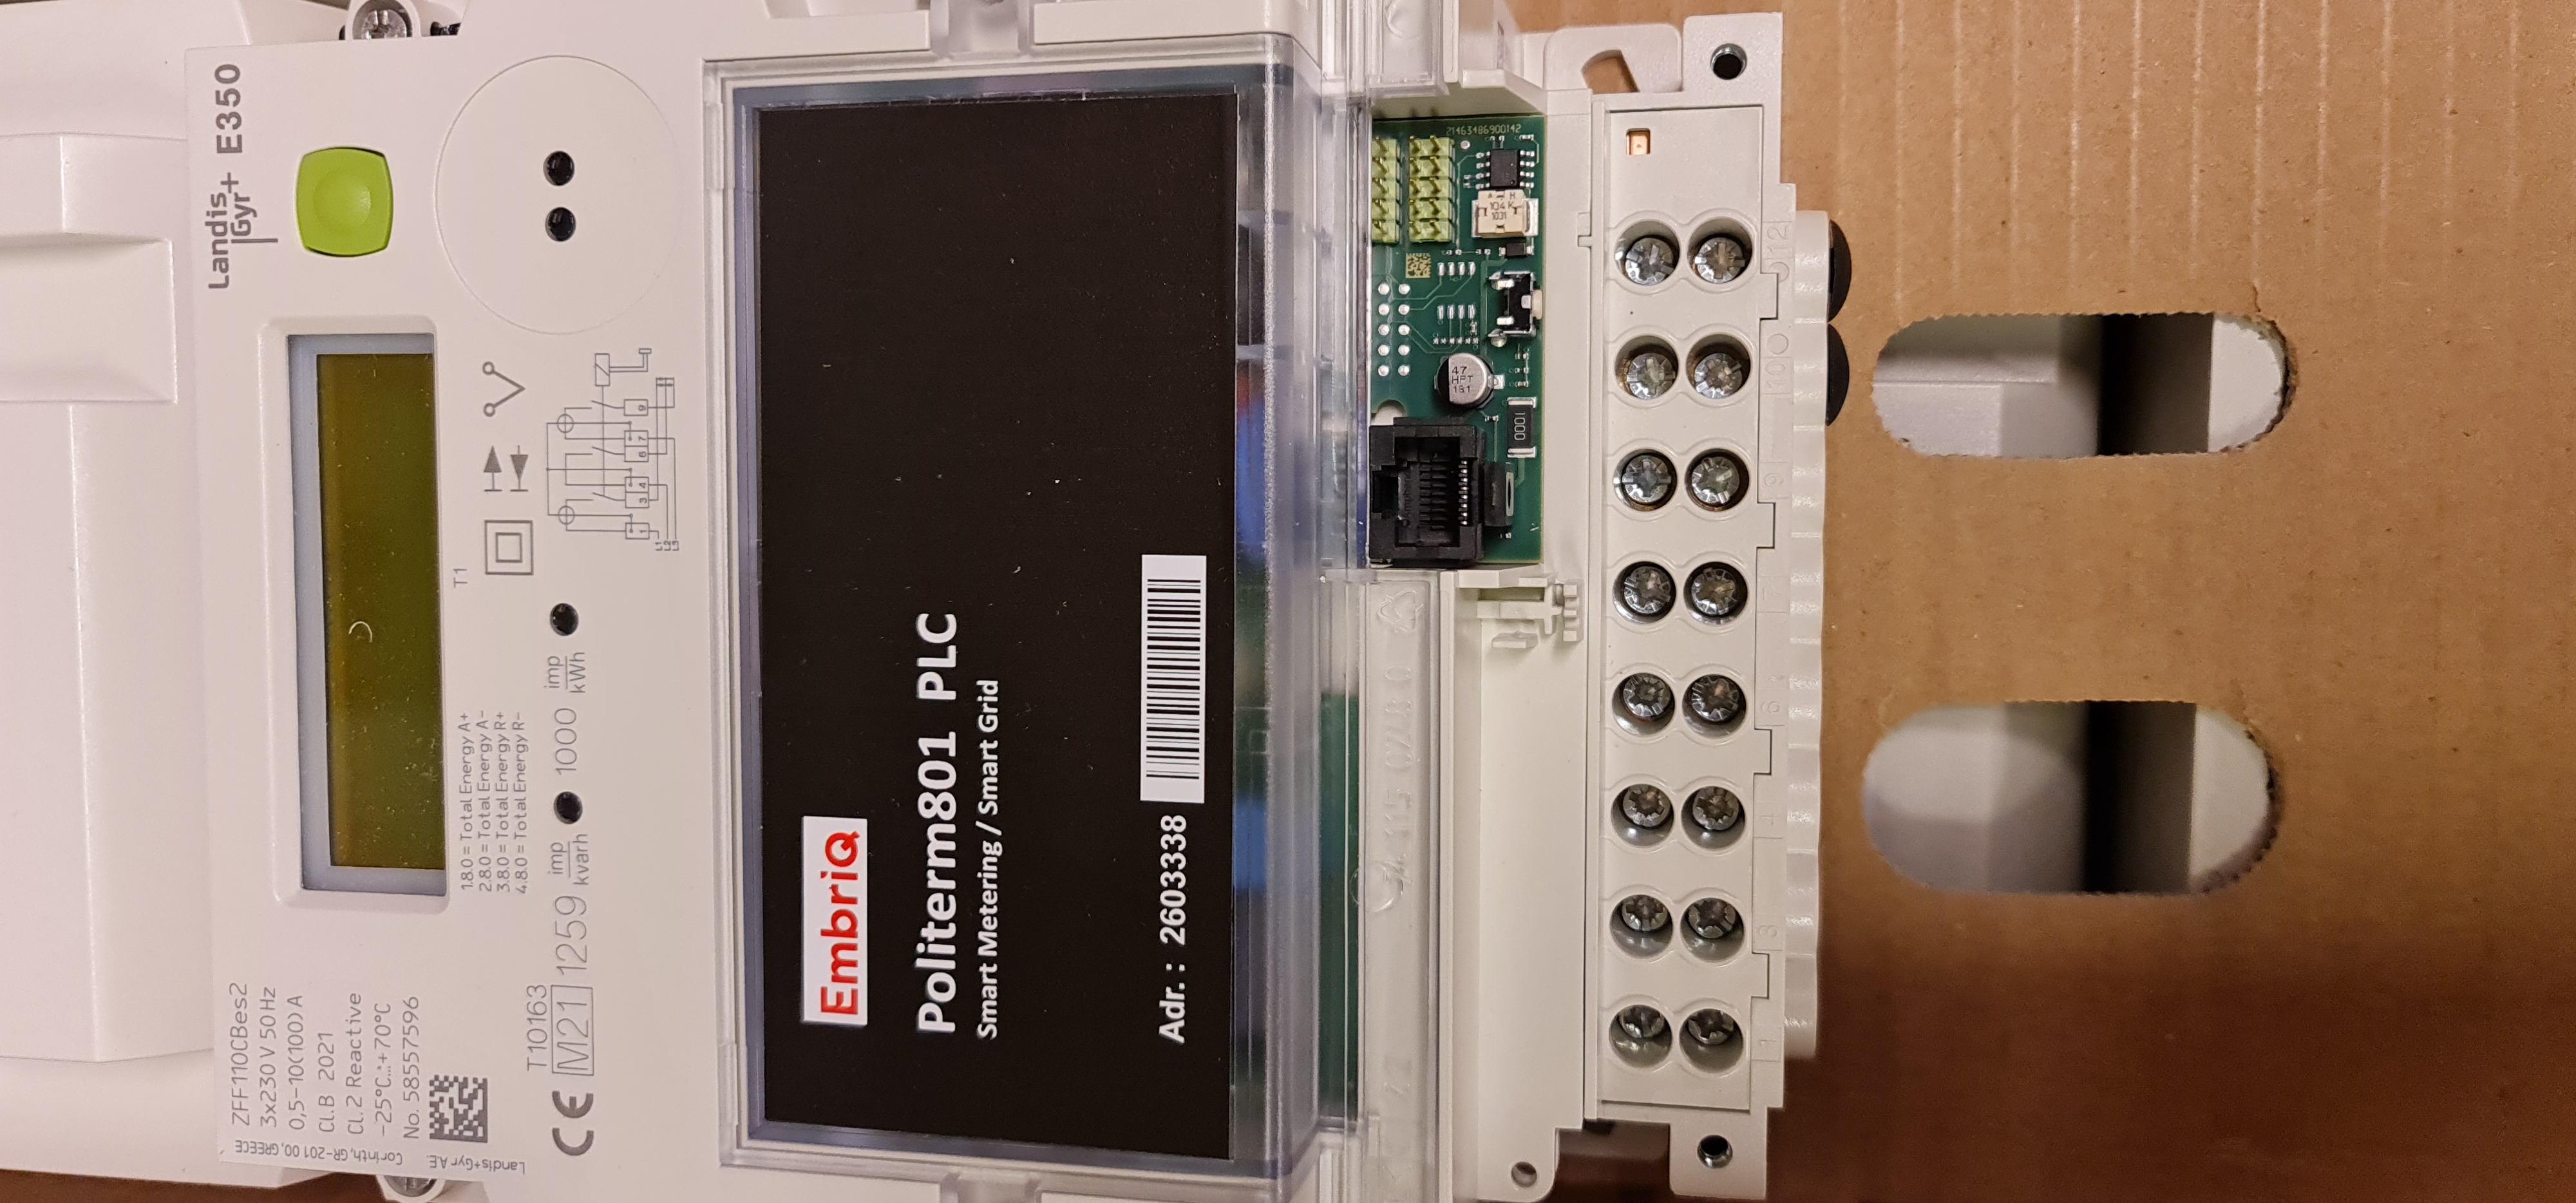 Landis
Gyr+ E350
ZFF110CBes2
3x230 V 50 Hz
0,5-10(100) A
Cl.B 2021
Cl.2 Reactive
-25°C...+70°C
No. 58557596
Landis+Gyr A.E. Corinth, GR-201 00, GREECE
1.8.0 = Total Energy A+
2.8.0 = Total Energy A-
3.8.0 = Total Energy R+
4.8.0 = Total Energy R-
T1
T10163
CE M21 1259 imp/kvarh 1000 imp/kWh
1 3 4 6 7 9
L1
L2
L3
EmbriQ
Politerm801 PLC
Smart Metering / Smart Grid
Adr. : 2603338
Amphenol
47
HFT
0001
1 3 4 6 7 9 10 12